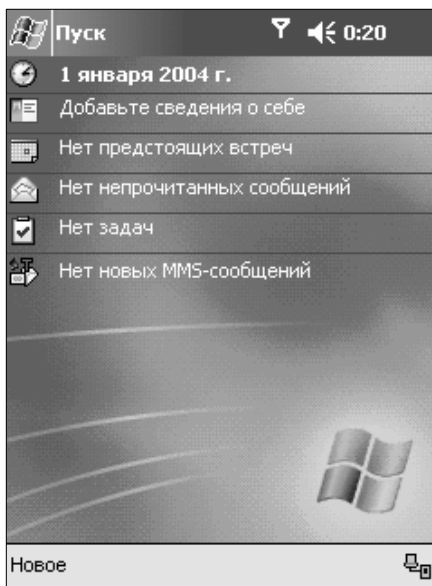 Пуск 0:20
1 января 2004 г.
Добавьте сведения о себе
Нет предстоящих встреч
Нет непрочитанных сообщений
Нет задач
Нет новых MMS-сообщений
Новое